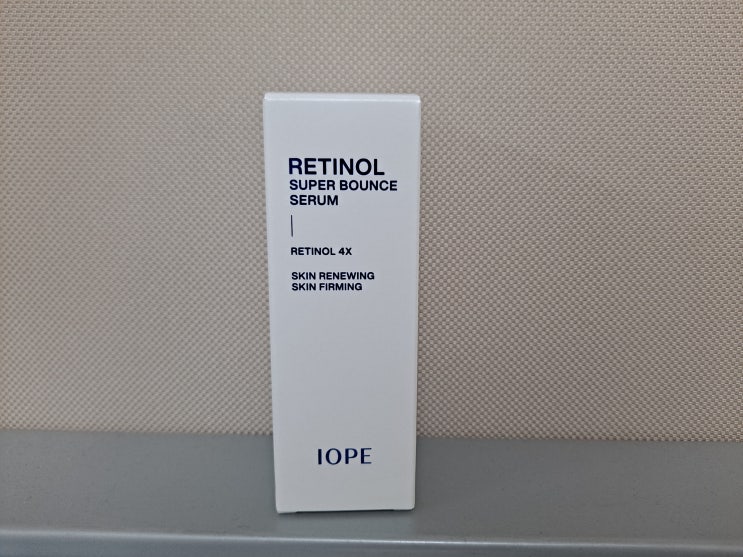 RETINOL
SUPER BOUNCE
SERUM
RETINOL 4X
SKIN RENEWING
SKIN FIRMING
IOPE